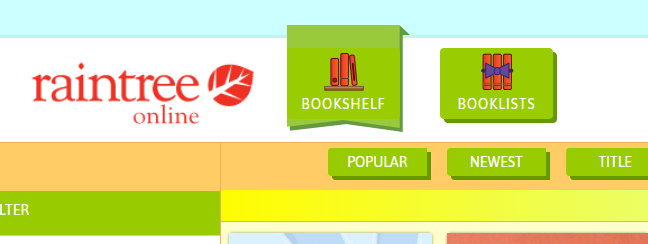 raintree
online
BOOKSHELF
BOOKLISTS
POPULAR NEWEST TITLE
LTER